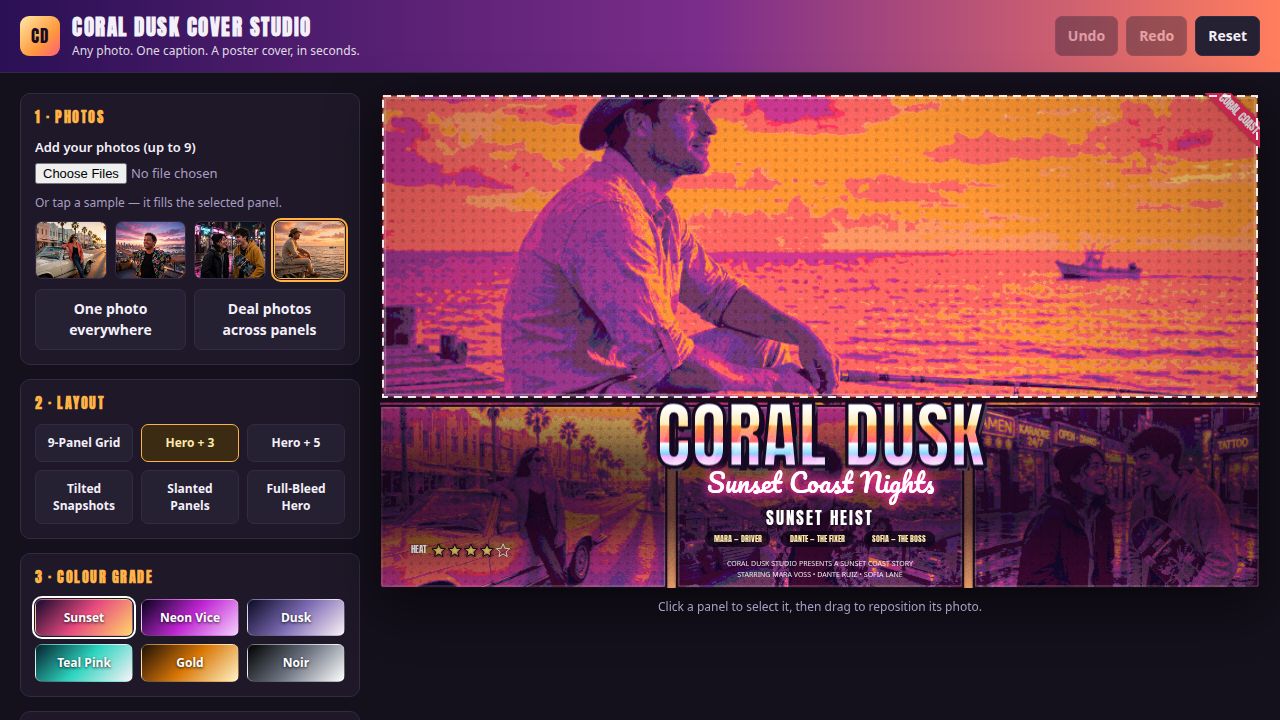 CD
CORAL DUSK COVER STUDIO
Any photo. One caption. A poster cover, in seconds.
Undo
Redo
Reset
1 · PHOTOS
Add your photos (up to 9)
Choose Files No file chosen
Or tap a sample — it fills the selected panel.
One photo
everywhere
Deal photos
across panels
2 · LAYOUT
9-Panel Grid
Hero + 3
Hero + 5
Tilted
Snapshots
Slanted
Panels
Full-Bleed
Hero
3 · COLOUR GRADE
Sunset
Neon Vice
Dusk
Teal Pink
Gold
Noir
CORAL COAST
CORAL DUSK
Sunset Coast Nights
SUNSET HEIST
MARA – DRIVER
DANTE – THE FIXER
SOFIA – THE BOSS
HEAT
CORAL DUSK STUDIO PRESENTS A SUNSET COAST STORY
STARRING MARA VOSS • DANTE RUIZ • SOFIA LANE
KARAOKE
24/7
OPEN
TATTOO
Click a panel to select it, then drag to reposition its photo.